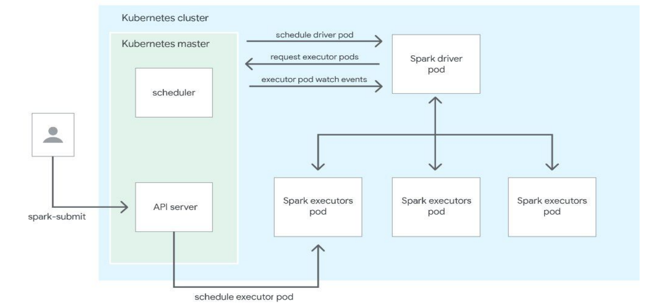 Kubernetes cluster
Kubernetes master
schedule driver pod
request executor pods
executor pod watch events
Spark driver
pod
scheduler
API server
Spark executors
pod
Spark executors
pod
Spark executors
pod
spark-submit
schedule executor pod